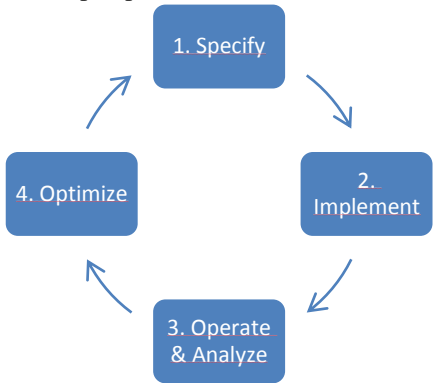 1. Specify
2.
Implement
3. Operate
& Analyze
4. Optimize